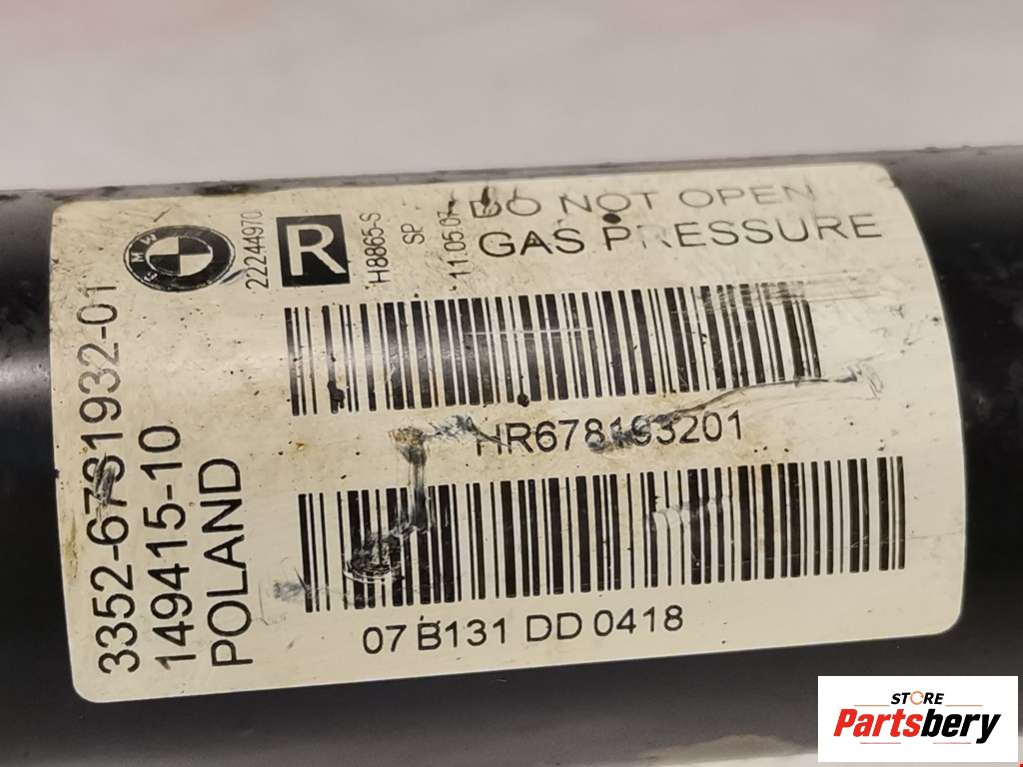 BMW
22244970
R
H8865-S
SP
11.05.07
DO NOT OPEN
GAS PRESSURE
3352-6781932-01
149415-10
POLAND
HR678193201
07 B131 DD 0418
STORE
Partsbery